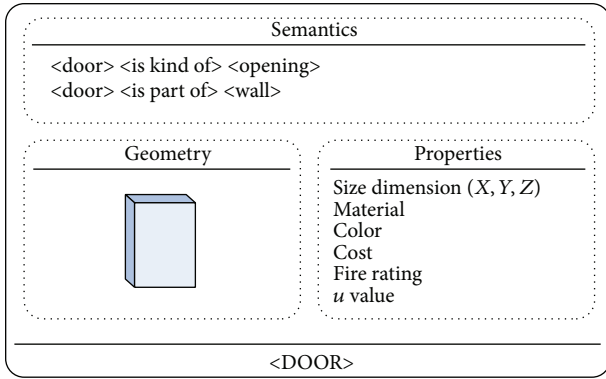 Semantics
<door> <is kind of> <opening>
<door> <is part of> <wall>
Geometry
Properties
Size dimension (X, Y, Z)
Material
Color
Cost
Fire rating
u value
<DOOR>